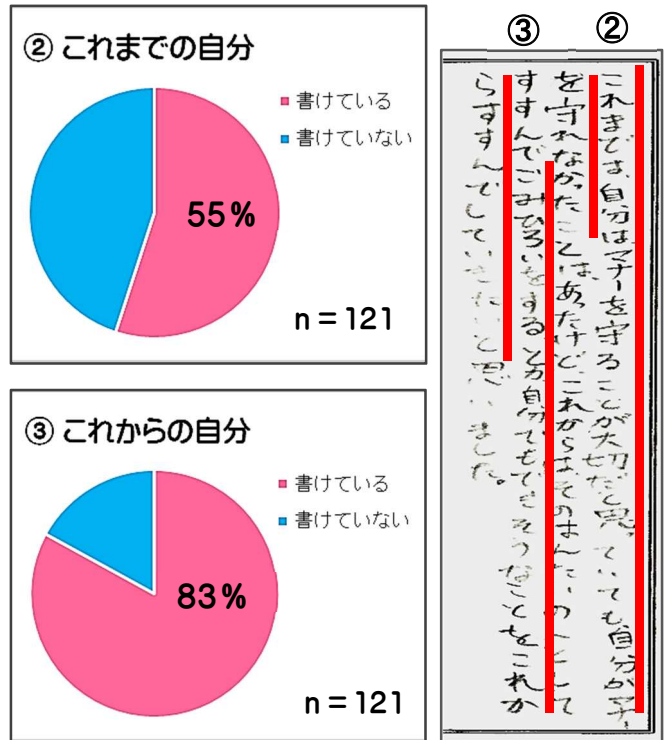 ② これまでの自分
書けている
書けていない
55%
n=121
③ これからの自分
書けている
書けていない
83%
n=121
②
③
これまでは、自分はマナーを守ることが大切だと思っていても、自分がマナー
を守れなかったことは、あったけど、これからはその
すすんでごみひろいをするとか自分でもできそうなことをこれか
らすすんでしていきたいと思いました。